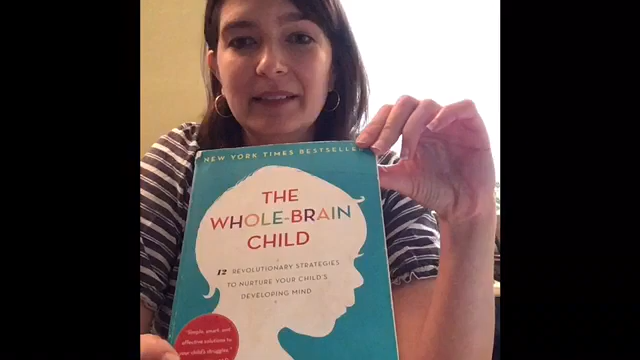 NEW YORK TIMES BESTSELLE
THE
WHOLE-BRAIN
CHILD
12 REVOLUTIONARY STRATEGIES
TO NURTURE YOUR CHILD'S
DEVELOPING MIND
"Simple, smart, and
effective solutions to
your child's struggles."